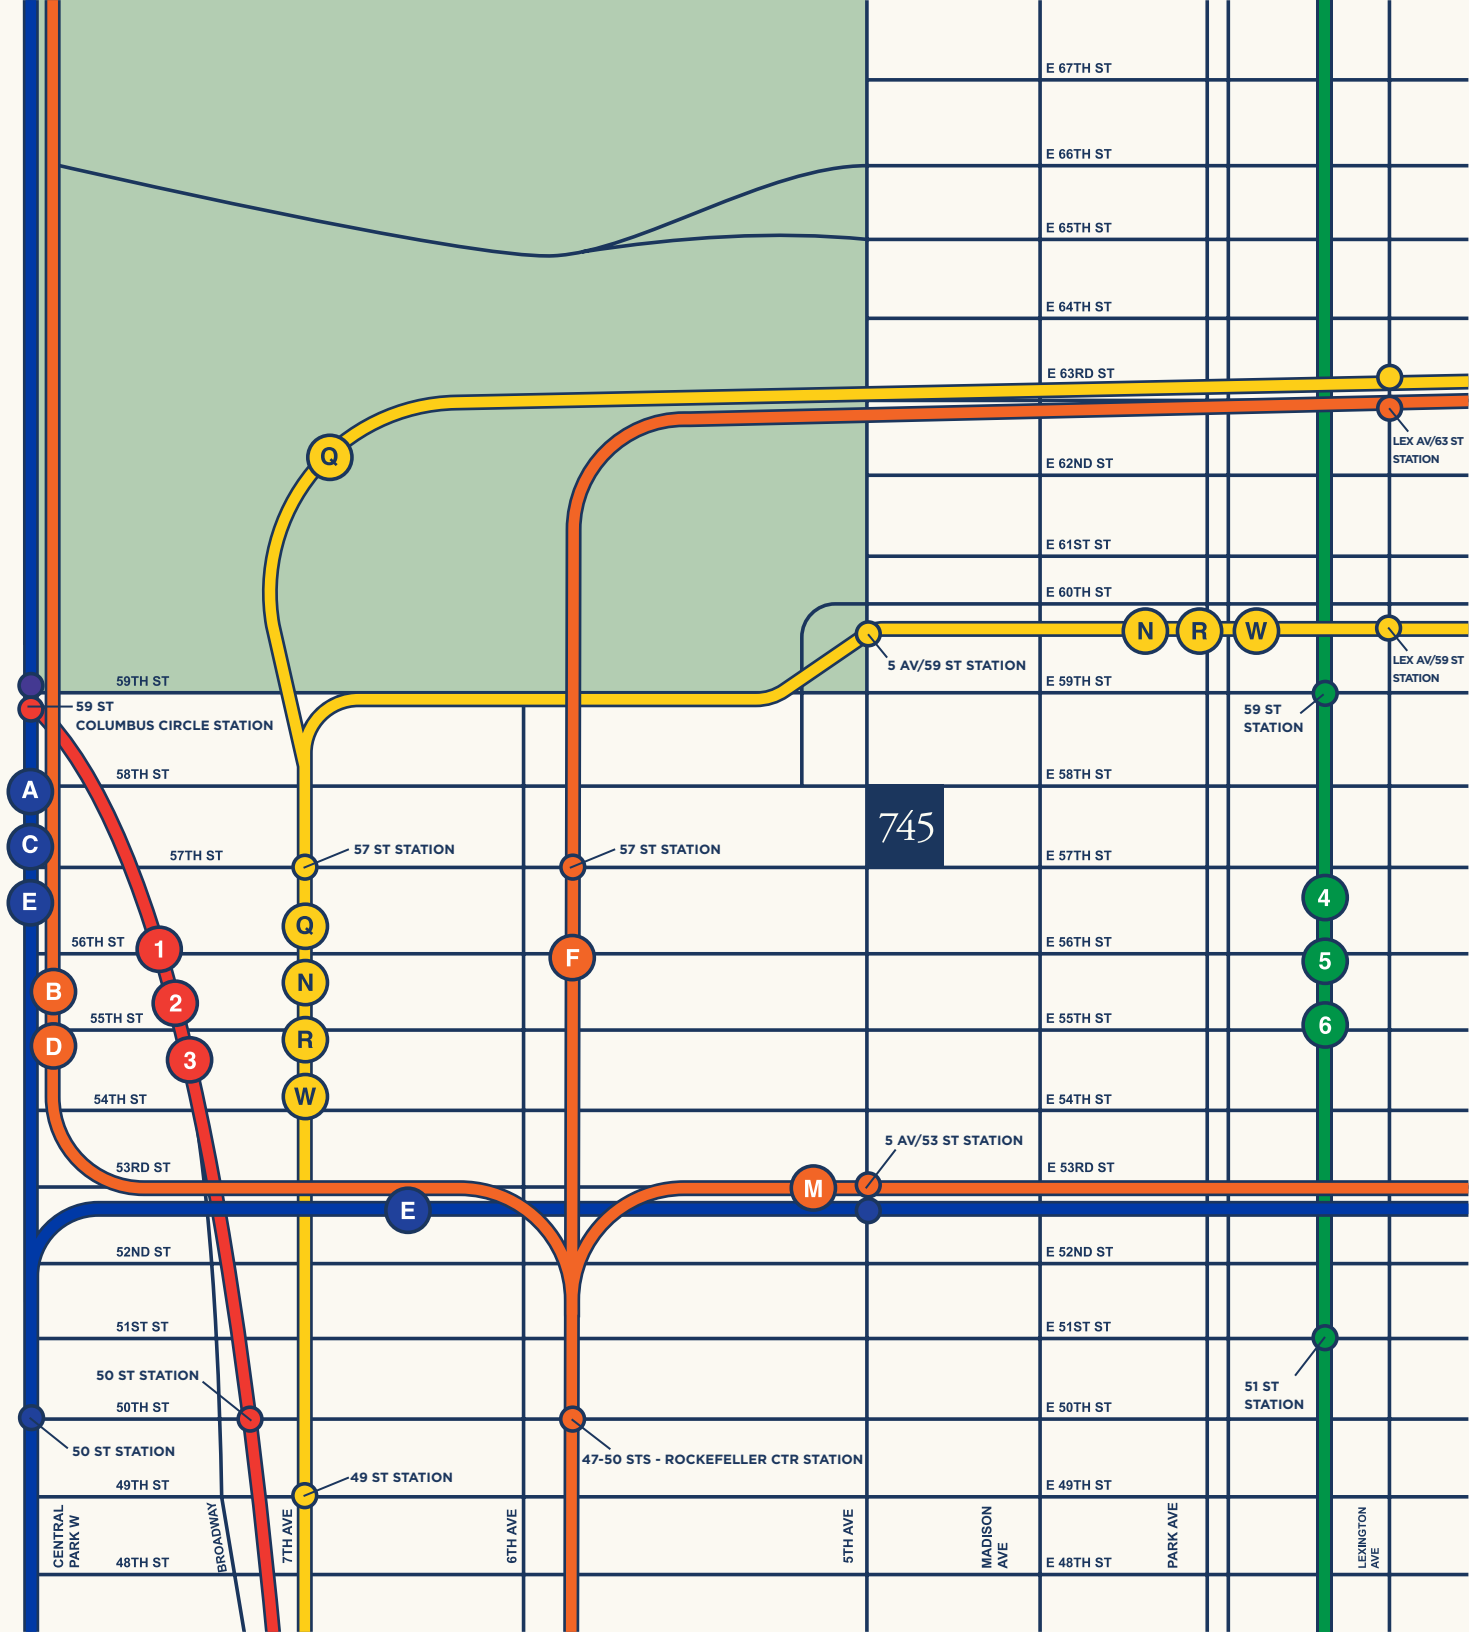 E 67TH ST
E 66TH ST
E 65TH ST
E 64TH ST
E 63RD ST
LEX AV/63 ST
STATION
Q
E 62ND ST
E 61ST ST
E 60TH ST
N
R
W
5 AV/59 ST STATION
LEX AV/59 ST
STATION
59TH ST
E 59TH ST
59 ST
COLUMBUS CIRCLE STATION
59 ST
STATION
58TH ST
E 58TH ST
A
C
E
745
57TH ST
57 ST STATION
57 ST STATION
E 57TH ST
4
5
6
Q
N
R
W
56TH ST
1
2
3
F
E 56TH ST
B
D
55TH ST
E 55TH ST
54TH ST
E 54TH ST
5 AV/53 ST STATION
53RD ST
M
E 53RD ST
E
52ND ST
E 52ND ST
51ST ST
E 51ST ST
50 ST STATION
51 ST
STATION
50TH ST
E 50TH ST
50 ST STATION
47-50 STS - ROCKEFELLER CTR STATION
49 ST STATION
49TH ST
E 49TH ST
CENTRAL
PARK W
BROADWAY
7TH AVE
6TH AVE
5TH AVE
MADISON
AVE
PARK AVE
LEXINGTON
AVE
48TH ST
E 48TH ST